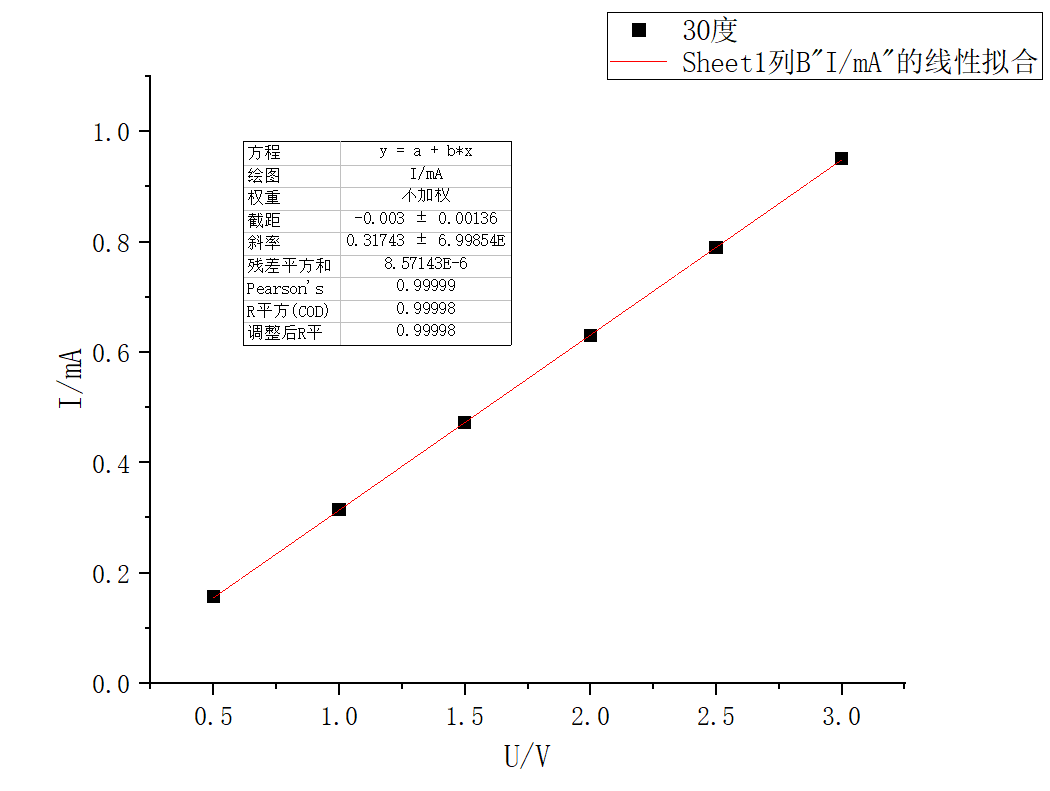 30度
Sheet1列B"I/mA"的线性拟合
方程 y = a + b*x
绘图 I/mA
权重 不加权
截距 -0.003 ± 0.00136
斜率 0.31743 ± 6.99854E
残差平方和 8.57143E-6
Pearson's 0.99999
R平方(COD) 0.99998
调整后R平 0.99998
1.0
0.8
0.6
0.4
0.2
0.0
I/mA
0.5 1.0 1.5 2.0 2.5 3.0
U/V